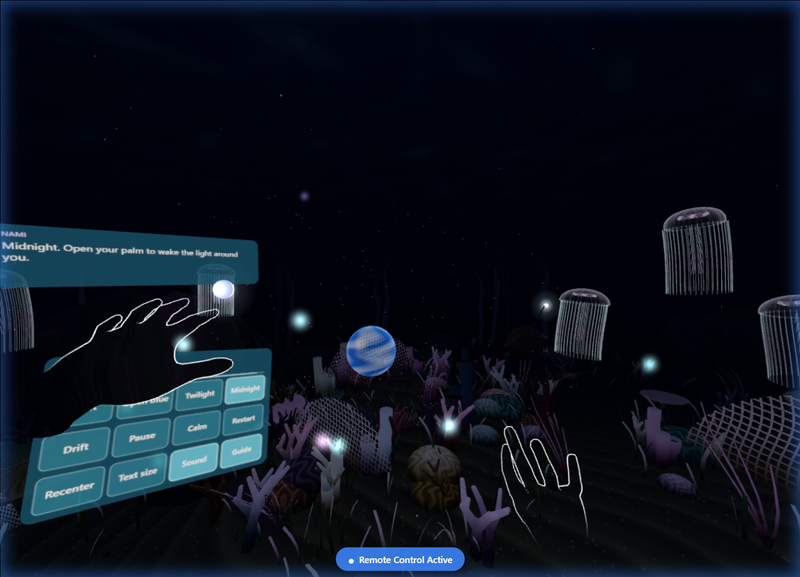 NAMI
Midnight. Open your palm to wake the light around
you.
Twilight
Midnight
Drift
Pause
Calm
Restart
Recenter
Text size
Sound
Guide
Remote Control Active